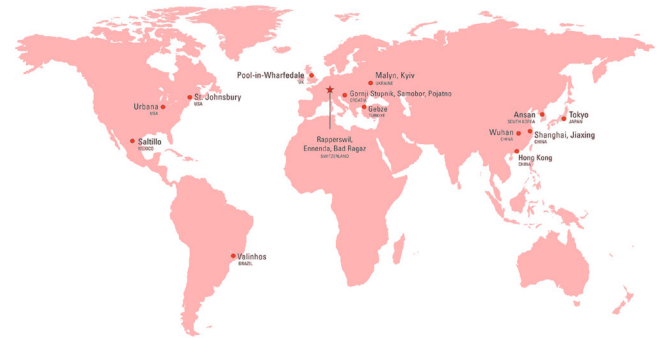 Pool-in-Wharfedale
UK
Malyn, Kyiv
UKRAINE
St. Johnsbury
USA
Gornji Stupnik, Samobor, Pojatno
CROATIA
Urbana
USA
Gebze
TÜRKIYE
Ansan
SOUTH KOREA
Tokyo
JAPAN
Wuhan
CHINA
Shanghai, Jiaxing
CHINA
Saltillo
MEXICO
Rapperswil,
Ennenda, Bad Ragaz
SWITZERLAND
Hong Kong
CHINA
Valinhos
BRAZIL